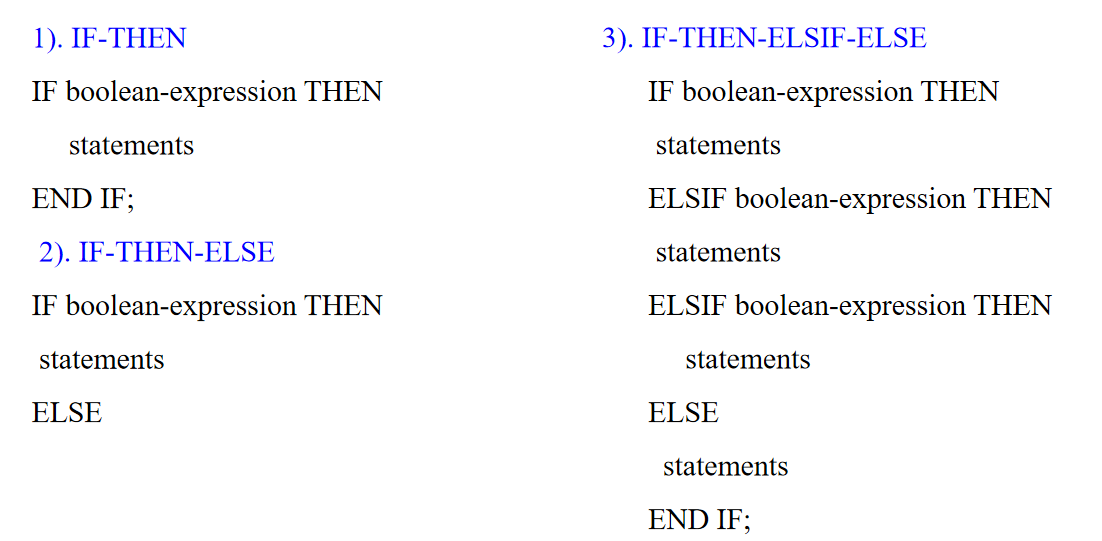 1). IF-THEN
IF boolean-expression THEN
statements
END IF;
2). IF-THEN-ELSE
IF boolean-expression THEN
statements
ELSE
3). IF-THEN-ELSIF-ELSE
IF boolean-expression THEN
statements
ELSIF boolean-expression THEN
statements
ELSIF boolean-expression THEN
statements
ELSE
statements
END IF;